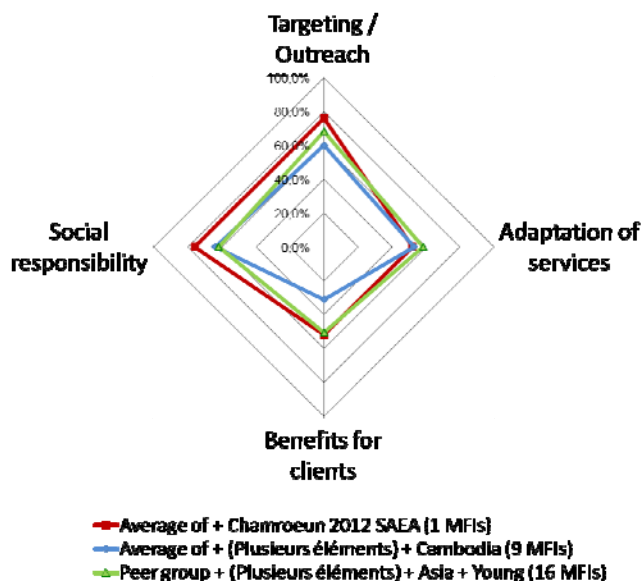 Targeting /
Outreach
100,0%
80,0%
60,0%
40,0%
20,0%
0,0%
Social
responsibility
Adaptation of
services
Benefits for
clients
Average of + Chamroeun 2012 SAEA (1 MFIs)
Average of + (Plusieurs éléments) + Cambodia (9 MFIs)
Peer group + (Plusieurs éléments) + Asia + Young (16 MFIs)